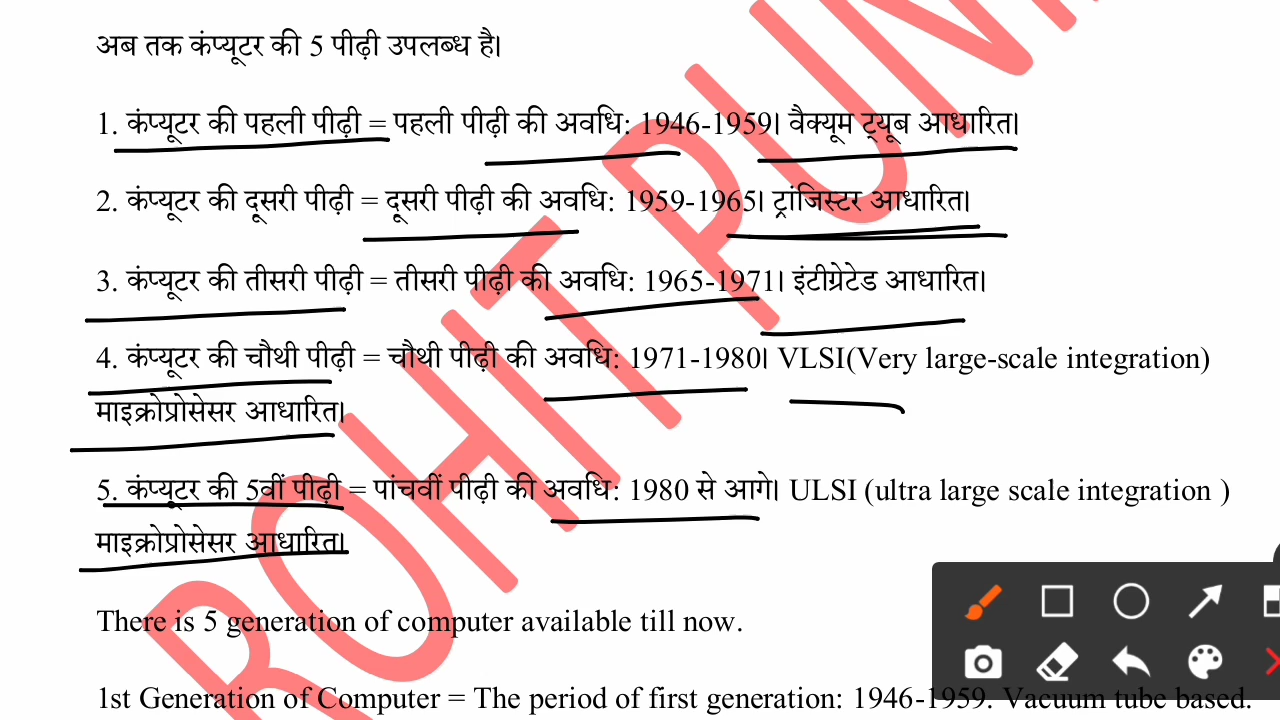 अब तक कंप्यूटर की 5 पीढ़ी उपलब्ध है।
1. कंप्यूटर की पहली पीढ़ी = पहली पीढ़ी की अवधि: 1946-1959। वैक्यूम ट्यूब आधारित।
2. कंप्यूटर की दूसरी पीढ़ी = दूसरी पीढ़ी की अवधि: 1959-1965। ट्रांजिस्टर आधारित।
3. कंप्यूटर की तीसरी पीढ़ी = तीसरी पीढ़ी की अवधि: 1965-1971। इंटीग्रेटेड आधारित।
4. कंप्यूटर की चौथी पीढ़ी = चौथी पीढ़ी की अवधि: 1971-1980। VLSI(Very large-scale integration)
माइक्रोप्रोसेसर आधारित।
5. कंप्यूटर की 5वीं पीढ़ी = पांचवीं पीढ़ी की अवधि: 1980 से आगे। ULSI (ultra large scale integration )
माइक्रोप्रोसेसर आधारित।
There is 5 generation of computer available till now.
1st Generation of Computer = The period of first generation: 1946-1959. Vacuum tube based.
ROHIT